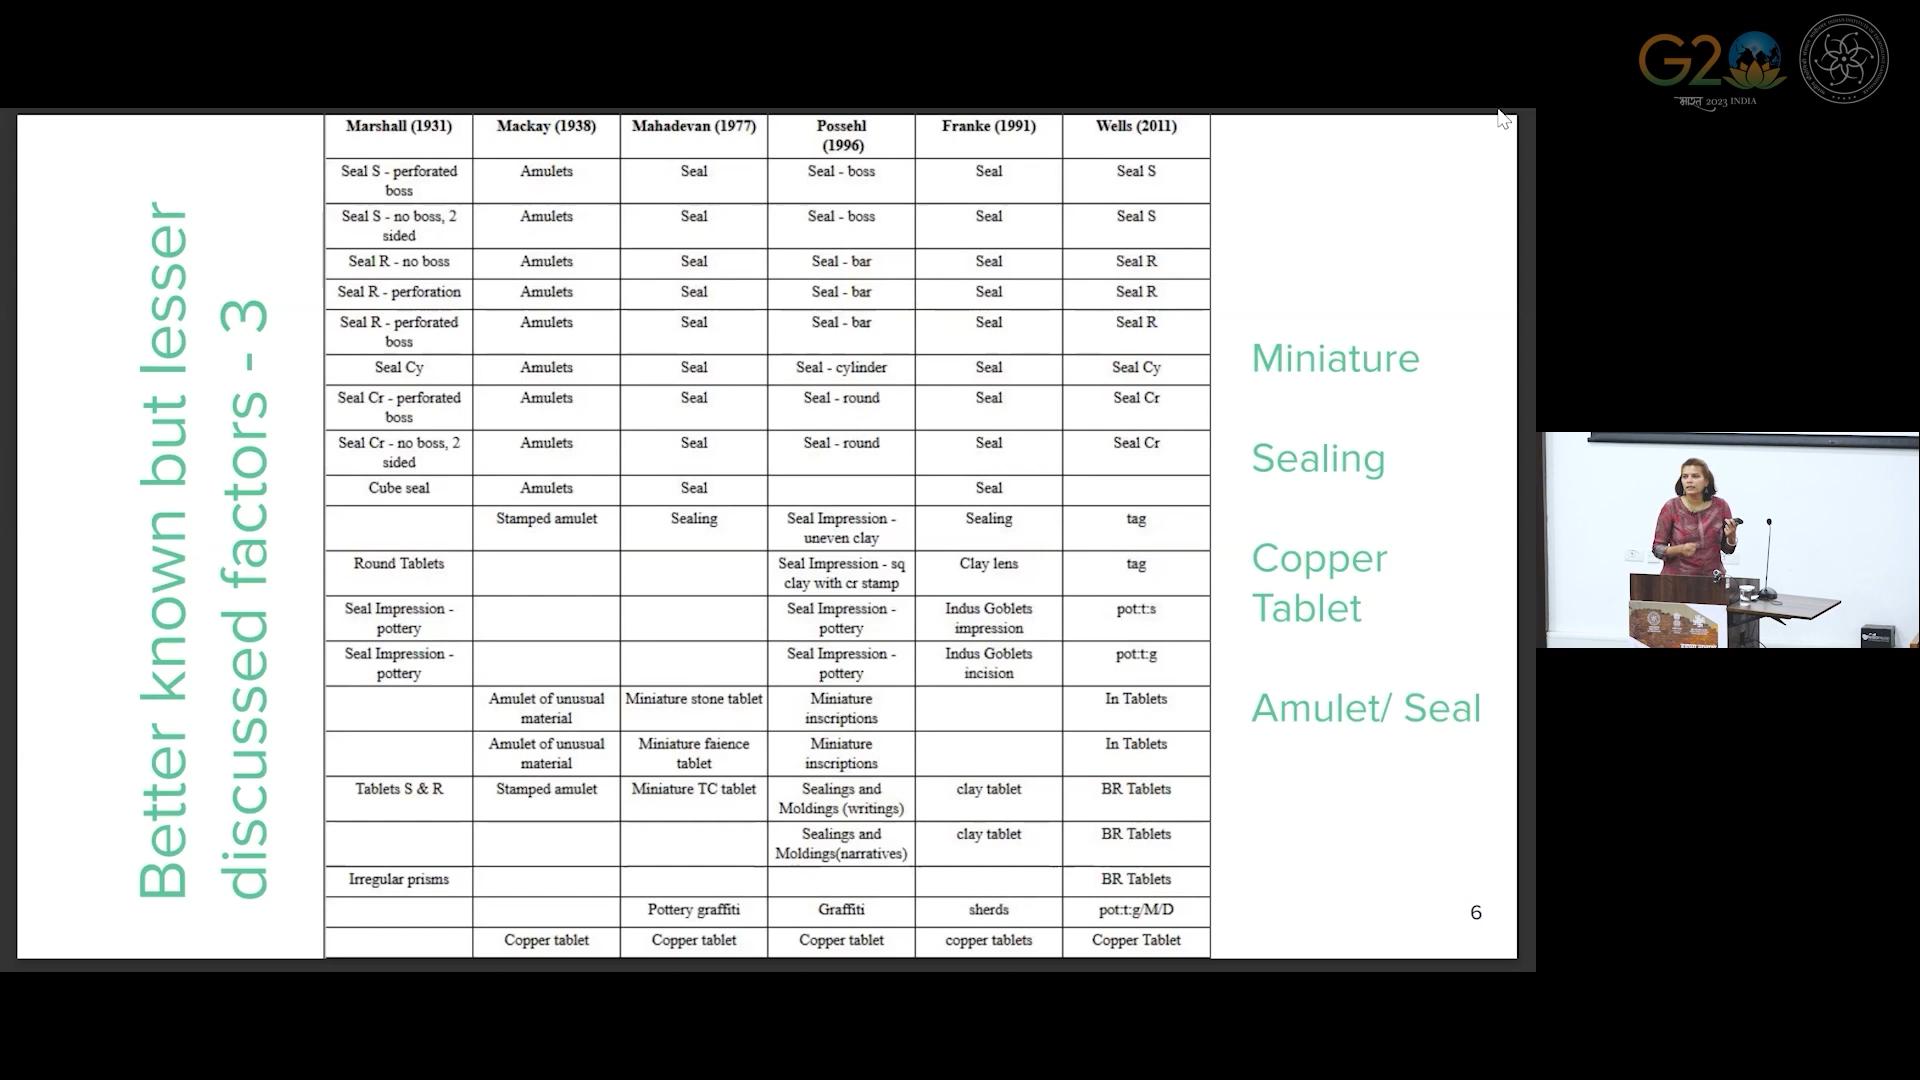 G20
भारत 2023 INDIA
Better known but lesser
discussed factors - 3
Marshall (1931) Mackay (1938) Mahadevan (1977) Possehl (1996) Franke (1991) Wells (2011)
Seal S - perforated boss Amulets Seal Seal - boss Seal Seal S
Seal S - no boss, 2 sided Amulets Seal Seal - boss Seal Seal S
Seal R - no boss Amulets Seal Seal - bar Seal Seal R
Seal R - perforation Amulets Seal Seal - bar Seal Seal R
Seal R - perforated boss Amulets Seal Seal - bar Seal Seal R
Seal Cy Amulets Seal Seal - cylinder Seal Seal Cy
Seal Cr - perforated boss Amulets Seal Seal - round Seal Seal Cr
Seal Cr - no boss, 2 sided Amulets Seal Seal - round Seal Seal Cr
Cube seal Amulets Seal Seal
Stamped amulet Sealing Seal Impression - uneven clay Sealing tag
Round Tablets Seal Impression - sq clay with cr stamp Clay lens tag
Seal Impression - pottery Seal Impression - pottery Indus Goblets impression pot:t:s
Seal Impression - pottery Seal Impression - pottery Indus Goblets incision pot:t:g
Amulet of unusual material Miniature stone tablet Miniature inscriptions In Tablets
Amulet of unusual material Miniature faience tablet Miniature inscriptions In Tablets
Tablets S & R Stamped amulet Miniature TC tablet Sealings and Moldings (writings) clay tablet BR Tablets
Sealings and Moldings(narratives) clay tablet BR Tablets
Irregular prisms BR Tablets
Pottery graffiti Graffiti sherds pot:t:g/M/D
Copper tablet Copper tablet Copper tablet copper tablets Copper Tablet
Miniature
Sealing
Copper
Tablet
Amulet/ Seal
6